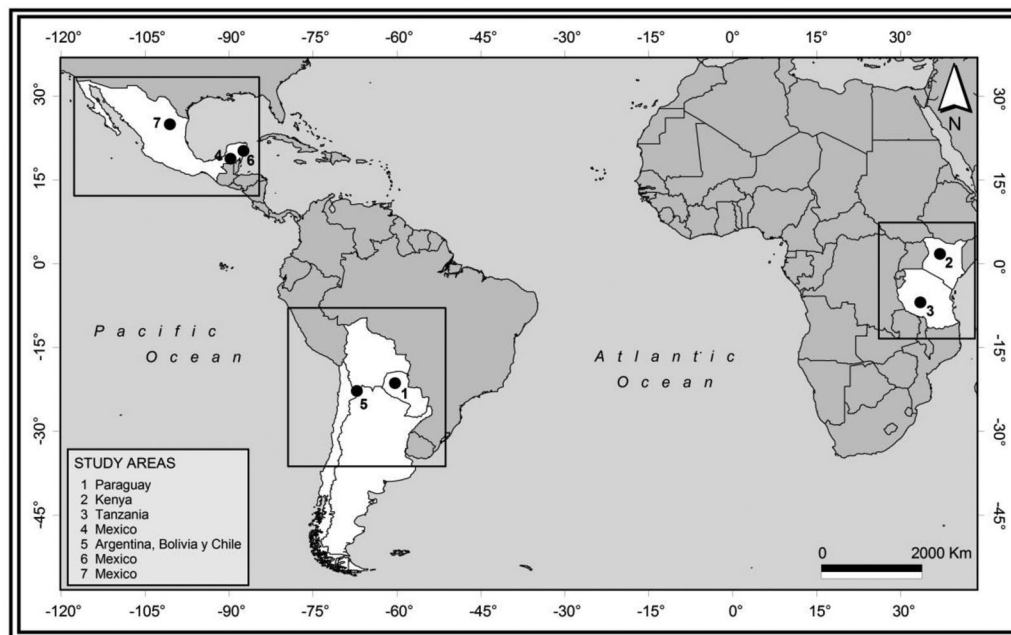 -120° -105° -90° -75° -60° -45° -30° -15° 0° 15° 30°
30° 30°
N
7
4 6
15° 15°
2
0° 0°
3
Pacific Ocean
Atlantic Ocean
-15° -15°
5 1
-30° -30°
STUDY AREAS
1 Paraguay
2 Kenya
3 Tanzania
4 Mexico
5 Argentina, Bolivia y Chile
6 Mexico
7 Mexico
-45° -45°
0 2000 Km
-120° -105° -90° -75° -60° -45° -30° -15° 0° 15° 30°